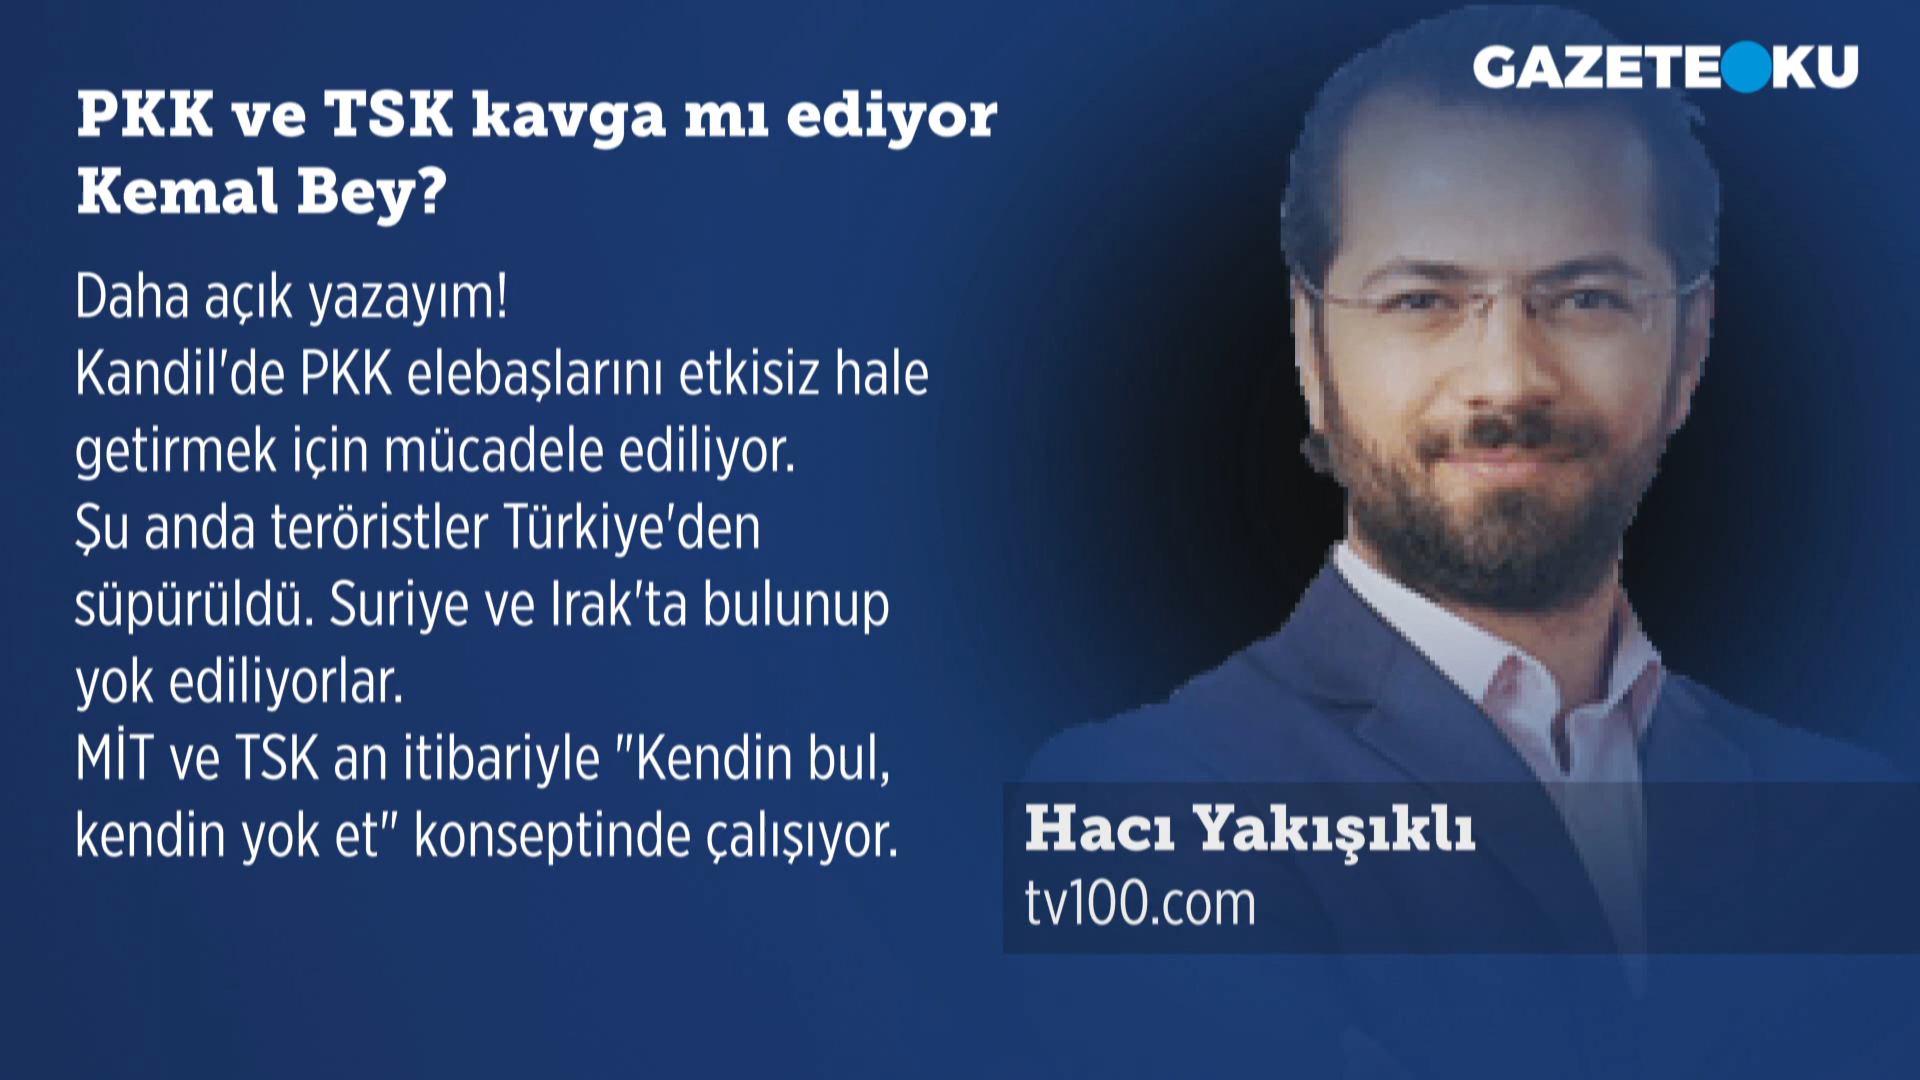 GAZETE KU
PKK ve TSK kavga mı ediyor
Kemal Bey?
Daha açık yazayım!
Kandil'de PKK elebaşlarını etkisiz hale
getirmek için mücadele ediliyor.
Şu anda teröristler Türkiye'den
süpürüldü. Suriye ve Irak'ta bulunup
yok ediliyorlar.
MİT ve TSK an itibariyle "Kendin bul,
kendin yok et" konseptinde çalışıyor.
Hacı Yakışıklı
tv100.com